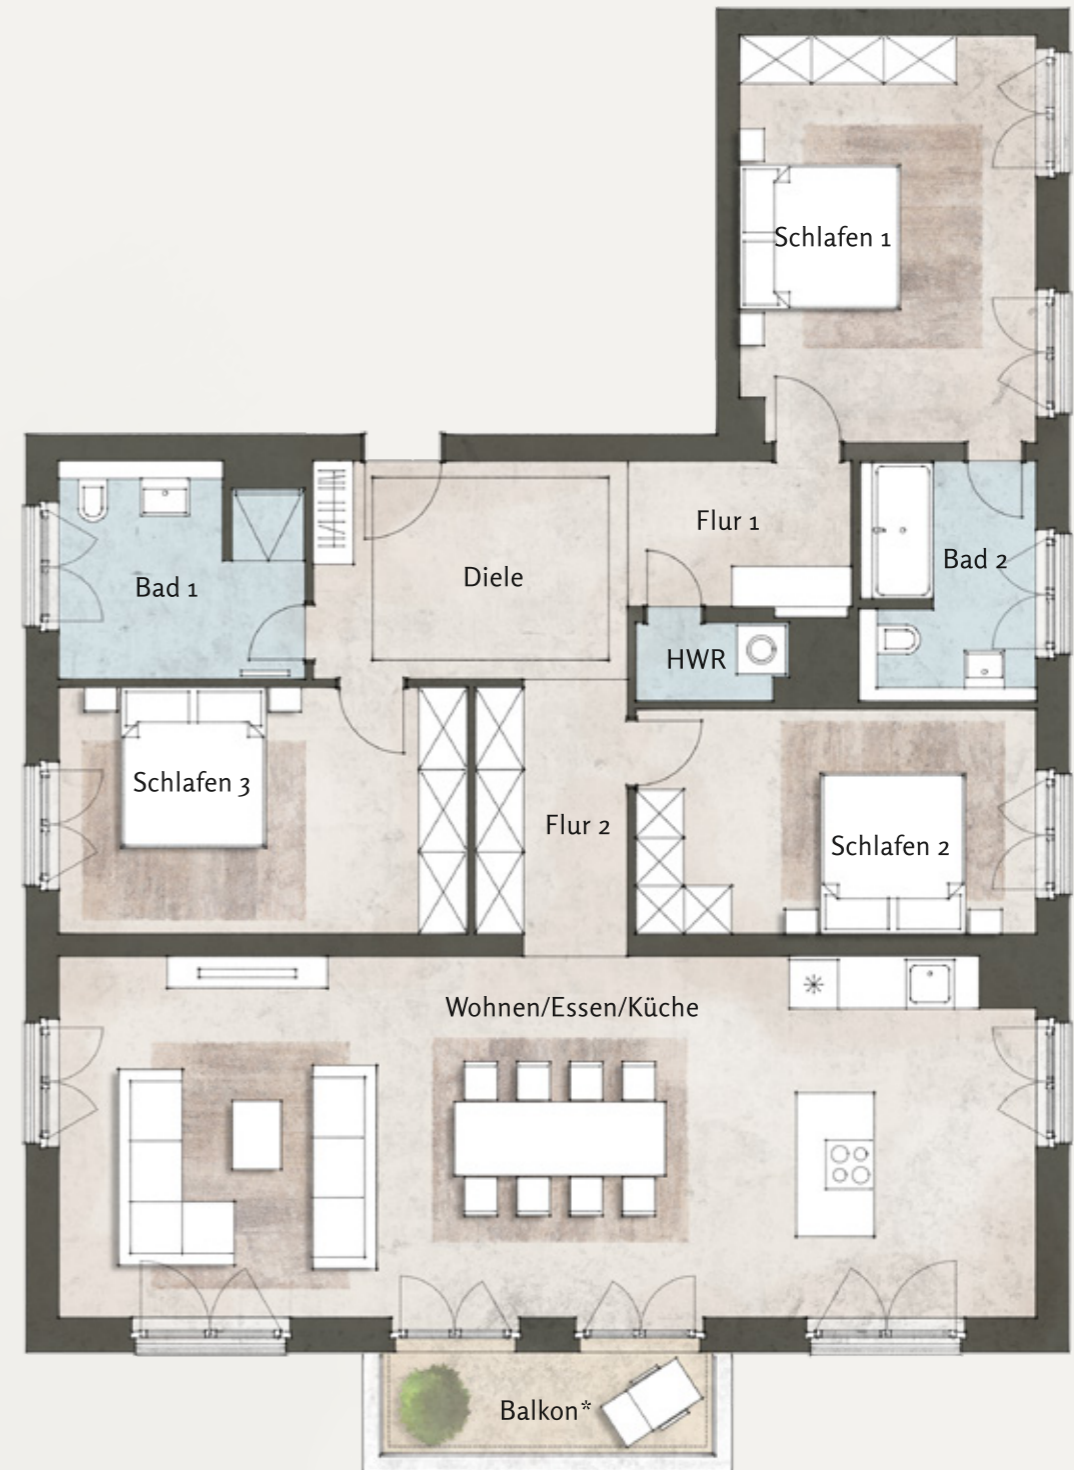 Schlafen 1
Flur 1
Bad 2
Diele
Bad 1
HWR
Schlafen 3
Flur 2
Schlafen 2
Wohnen/Essen/Küche
Balkon*